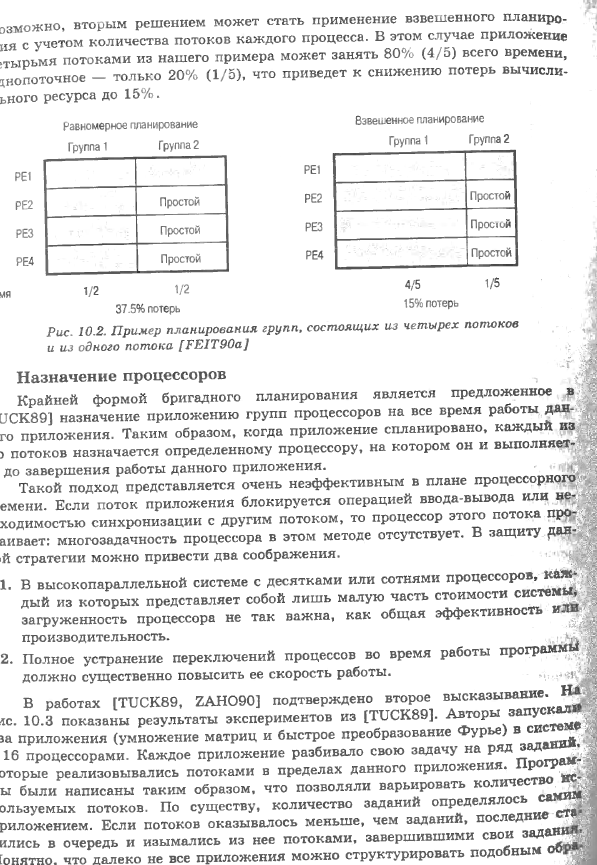 озможно, вторым решением может стать применение взвешенного планиро-
ия с учетом количества потоков каждого процесса. В этом случае приложение
етырьмя потоками из нашего примера может занять 80% (4/5) всего времени,
днопоточное — только 20% (1/5), что приведет к снижению потерь вычисли-
ьного ресурса до 15%.
Равномерное планирование
Группа 1 Группа 2
PE1
PE2 Простой
PE3 Простой
PE4 Простой
мя 1/2 1/2
37.5% потерь
Взвешенное планирование
Группа 1 Группа 2
PE1
PE2 Простой
PE3 Простой
PE4 Простой
4/5 1/5
15% потерь
Рис. 10.2. Пример планирования групп, состоящих из четырех потоков
и из одного потока [FEIT90a]
Назначение процессоров
Крайней формой бригадного планирования является предложенное в
UCK89] назначение приложению групп процессоров на все время работы дан-
го приложения. Таким образом, когда приложение спланировано, каждый из
о потоков назначается определенному процессору, на котором он и выполняет-
до завершения работы данного приложения.
Такой подход представляется очень неэффективным в плане процессорного
емени. Если поток приложения блокируется операцией ввода-вывода или не-
ходимостью синхронизации с другим потоком, то процессор этого потока про-
аивает: многозадачность процессора в этом методе отсутствует. В защиту дан-
й стратегии можно привести два соображения.
1. В высокопараллельной системе с десятками или сотнями процессоров, каж-
дый из которых представляет собой лишь малую часть стоимости системы,
загруженность процессора не так важна, как общая эффективность или
производительность.
2. Полное устранение переключений процессов во время работы программы
должно существенно повысить ее скорость работы.
В работах [TUCK89, ZAHO90] подтверждено второе высказывание. На
ис. 10.3 показаны результаты экспериментов из [TUCK89]. Авторы запускали
ва приложения (умножение матриц и быстрое преобразование Фурье) в системе
16 процессорами. Каждое приложение разбивало свою задачу на ряд заданий,
оторые реализовывались потоками в пределах данного приложения. Програм-
ы были написаны таким образом, что позволяли варьировать количество ис-
ользуемых потоков. По существу, количество заданий определялось самим
риложением. Если потоков оказывалось меньше, чем заданий, последние ста-
ились в очередь и изымались из нее потоками, завершившими свои задания.
Понятно, что далеко не все приложения можно структурировать подобным обра-